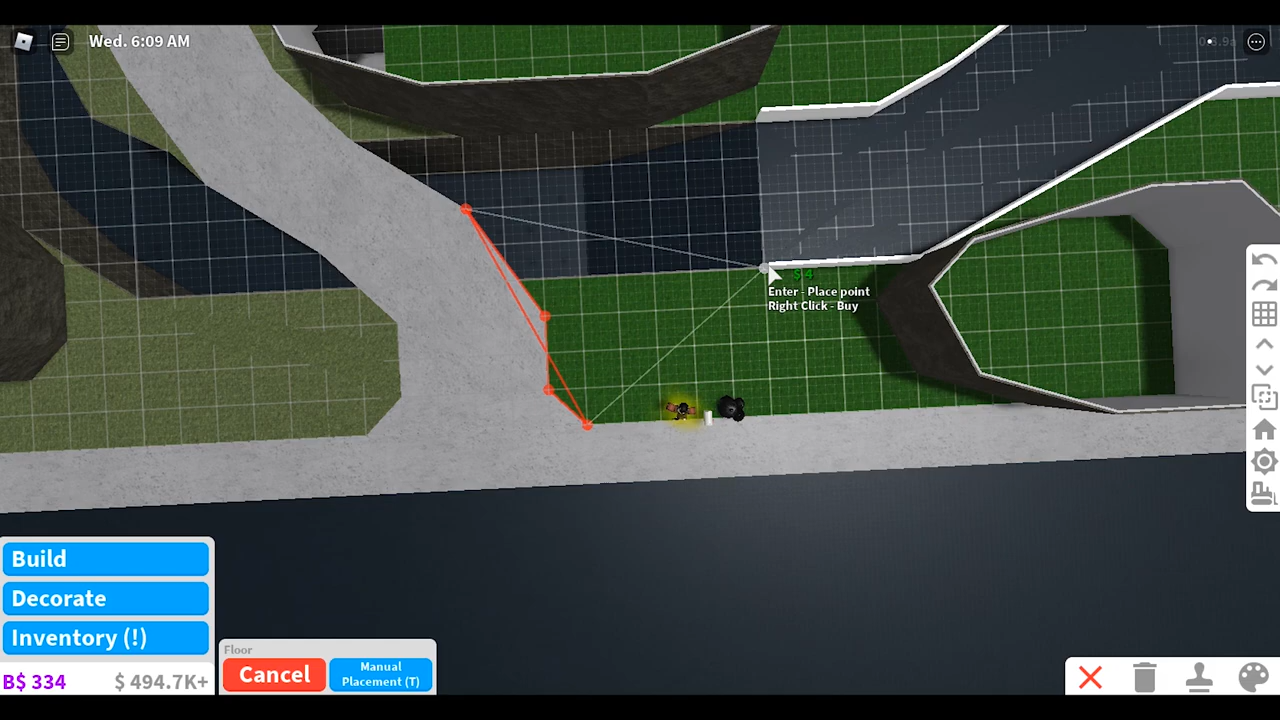 Wed. 6:09 AM
$ 4
Enter - Place point
Right Click - Buy
Build
Decorate
Inventory (!)
B$ 334
$ 494.7K+
Floor
Cancel
Manual
Placement (T)